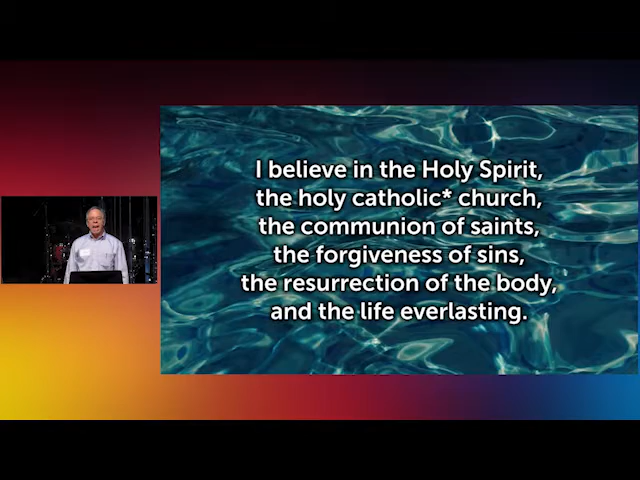 I believe in the Holy Spirit,
the holy catholic* church,
the communion of saints,
the forgiveness of sins,
the resurrection of the body,
and the life everlasting.